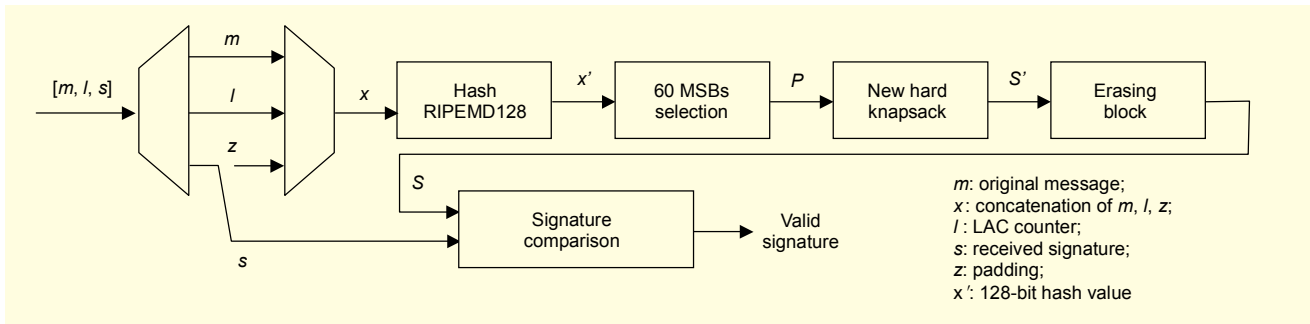 [m, l, s]
m
l
z
x
Hash
RIPEMD128
x'
60 MSBs
selection
P
New hard
knapsack
S'
Erasing
block
S
s
Signature
comparison
Valid
signature
m: original message;
x: concatenation of m, l, z;
l : LAC counter;
s: received signature;
z: padding;
x': 128-bit hash value